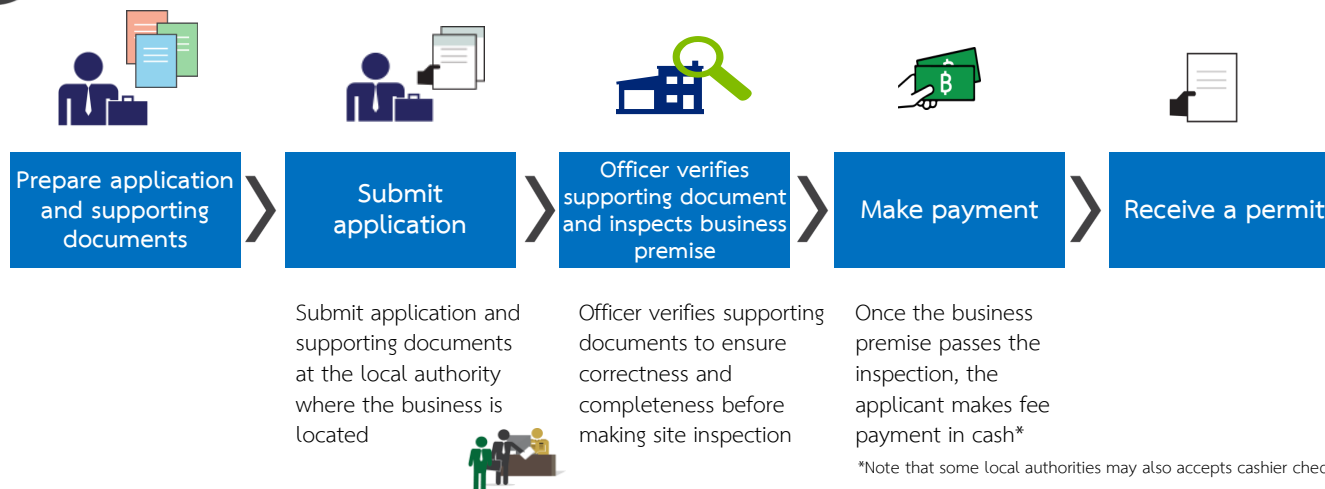 Prepare application
and supporting
documents
Submit
application
Officer verifies
supporting document
and inspects business
premise
Make payment
Receive a permit
Submit application and
supporting documents
at the local authority
where the business is
located
Officer verifies supporting
documents to ensure
correctness and
completeness before
making site inspection
Once the business
premise passes the
inspection, the
applicant makes fee
payment in cash*
*Note that some local authorities may also accepts cashier
฿